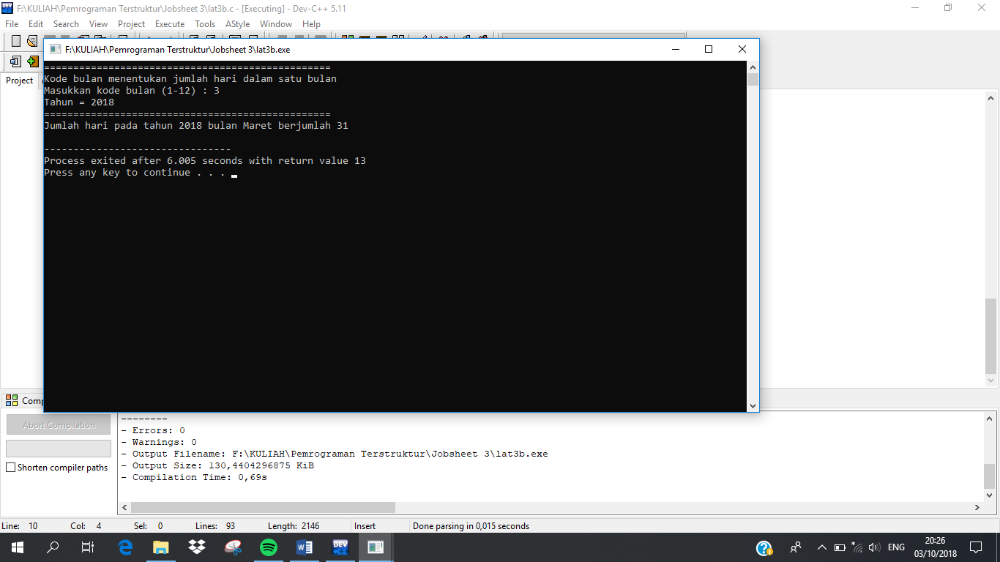 F:\KULIAH\Pemrograman Terstruktur\Jobsheet 3\lat3b.c - [Executing] - Dev-C++ 5.11
File Edit Search View Project Execute Tools AStyle Window Help
F:\KULIAH\Pemrograman Terstruktur\Jobsheet 3\lat3b.exe
Project
=================================================
Kode bulan menentukan jumlah hari dalam satu bulan
Masukkan kode bulan (1-12) : 3
Tahun = 2018
=================================================
Jumlah hari pada tahun 2018 bulan Maret berjumlah 31
--------------------------------
Process exited after 6.005 seconds with return value 13
Press any key to continue . . .
Comp
Abort Compilation
Shorten compiler paths
--------
- Errors: 0
- Warnings: 0
- Output Filename: F:\KULIAH\Pemrograman Terstruktur\Jobsheet 3\lat3b.exe
- Output Size: 130,4404296875 KiB
- Compilation Time: 0,69s
Line: 10 Col: 4 Sel: 0 Lines: 93 Length: 2146 Insert Done parsing in 0,015 seconds
DEV
ENG
20:26
03/10/2018